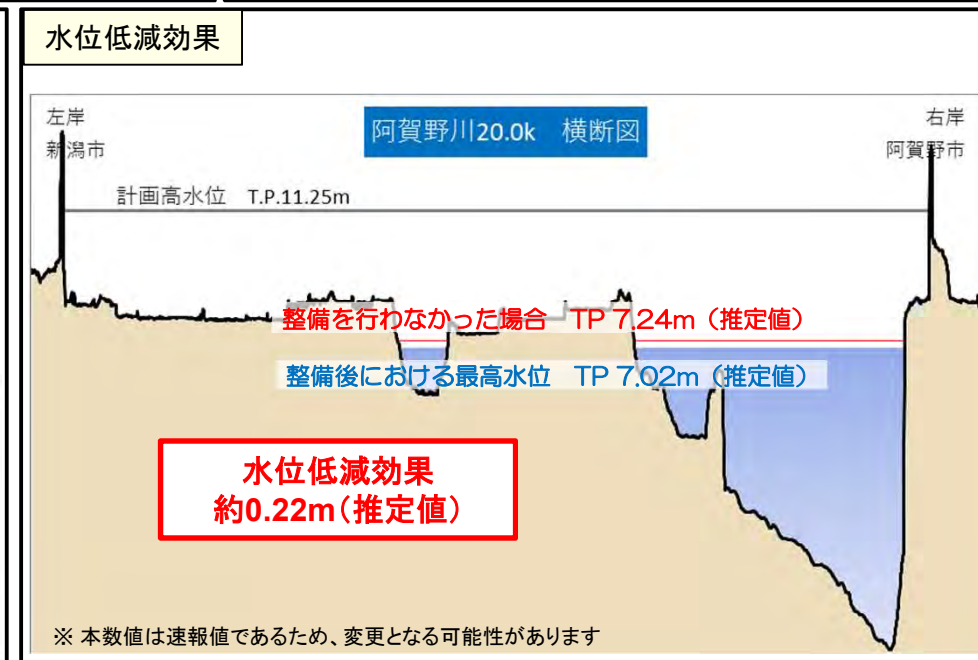 水位低減効果
左岸
新潟市
阿賀野川20.0k 横断図
右岸
阿賀野市
計画高水位 T.P.11.25m
整備を行わなかった場合 TP 7.24m（推定値）
整備後における最高水位 TP 7.02m（推定値）
水位低減効果
約0.22m（推定値）
※ 本数値は速報値であるため、変更となる可能性があります